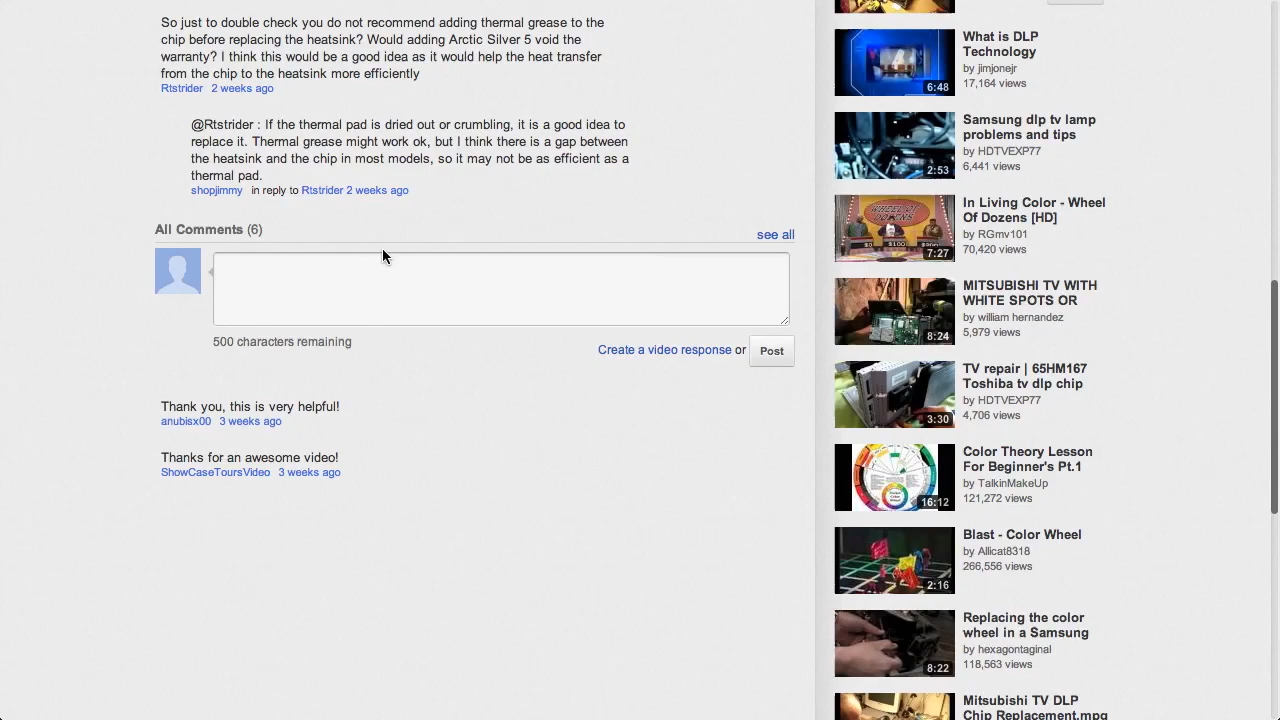 So just to double check you do not recommend adding thermal grease to the
chip before placing the heatsink? Would adding Arctic Silver 5 void the
warranty? I think this would be a good idea as it would help the heat transfer
from the chip to the heatsink more efficiently
Rtstrider 2 weeks ago
@Rtstrider : If the thermal pad is dried out or crumbling, it is a good idea to
replace it. Thermal grease might work ok, but I think there is a gap between
the heatsink and the chip in most models, so it may not be as efficient as a
thermal pad.
shopjimmy in reply to Rtstrider 2 weeks ago
All Comments (6)
see all
500 characters remaining
Create a video response or Post
Thank you, this is very helpful!
anubisx00 3 weeks ago
Thanks for an awesome video!
ShowCaseToursVideo 3 weeks ago
6:48
What is DLP
Technology
by jimjonejr
17,164 views
2:53
Samsung dlp tv lamp
problems and tips
by HDTVEXP77
6,441 views
WHEEL OF
DOZENS
$0 $100
7:27
In Living Color - Wheel
Of Dozens [HD]
by RGmv101
70,420 views
8:24
MITSUBISHI TV WITH
WHITE SPOTS OR
by william hernandez
5,979 views
3:30
TV repair | 65HM167
Toshiba tv dlp chip
by HDTVEXP77
4,706 views
16:12
Color Theory Lesson
For Beginner's Pt.1
by TalkinMakeUp
121,272 views
2:16
Blast - Color Wheel
by Allicat8318
266,556 views
8:22
Replacing the color
wheel in a Samsung
by hexagontaginal
118,563 views
Mitsubishi TV DLP
Chip Replacement.mpg